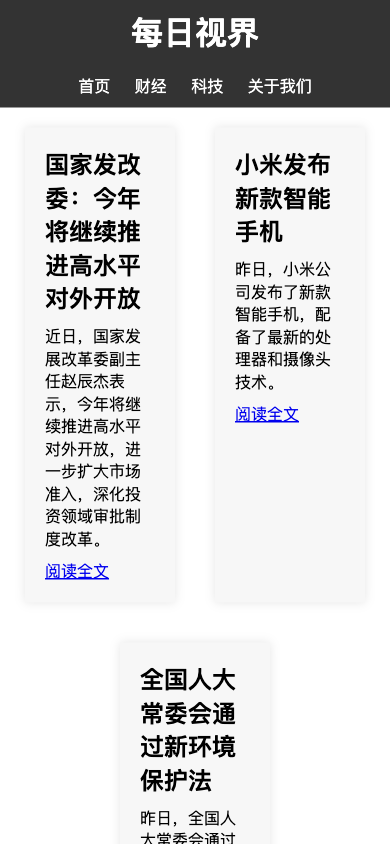 每日视界
首页 财经 科技 关于我们
国家发改
委：今年
将继续推
进高水平
对外开放
近日，国家发
展改革委副主
任赵辰杰表
示，今年将继
续推进高水平
对外开放，进
一步扩大市场
准入，深化投
资领域审批制
度改革。
阅读全文
小米发布
新款智能
手机
昨日，小米公
司发布了新款
智能手机，配
备了最新的处
理器和摄像头
技术。
阅读全文
全国人大
常委会通
过新环境
保护法
昨日，全国人
大常委会通过